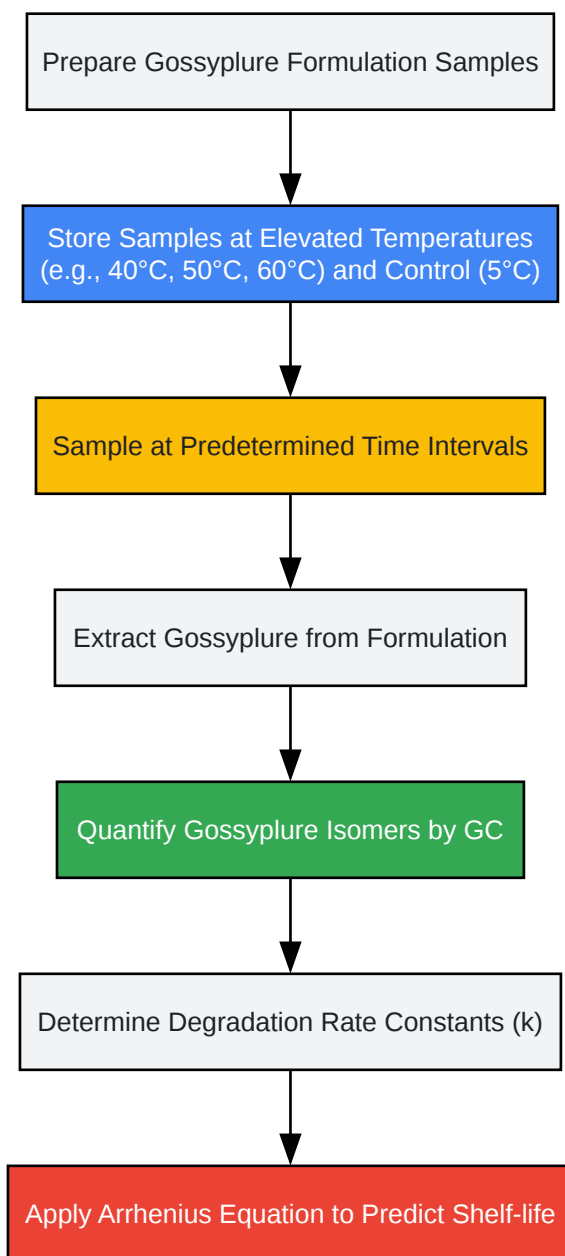 Prepare Gossyplure Formulation Samples
Store Samples at Elevated Temperatures
(e.g., 40°C, 50°C, 60°C) and Control (5°C)
Sample at Predetermined Time Intervals
Extract Gossyplure from Formulation
Quantify Gossyplure Isomers by GC
Determine Degradation Rate Constants (k)
Apply Arrhenius Equation to Predict Shelf-life